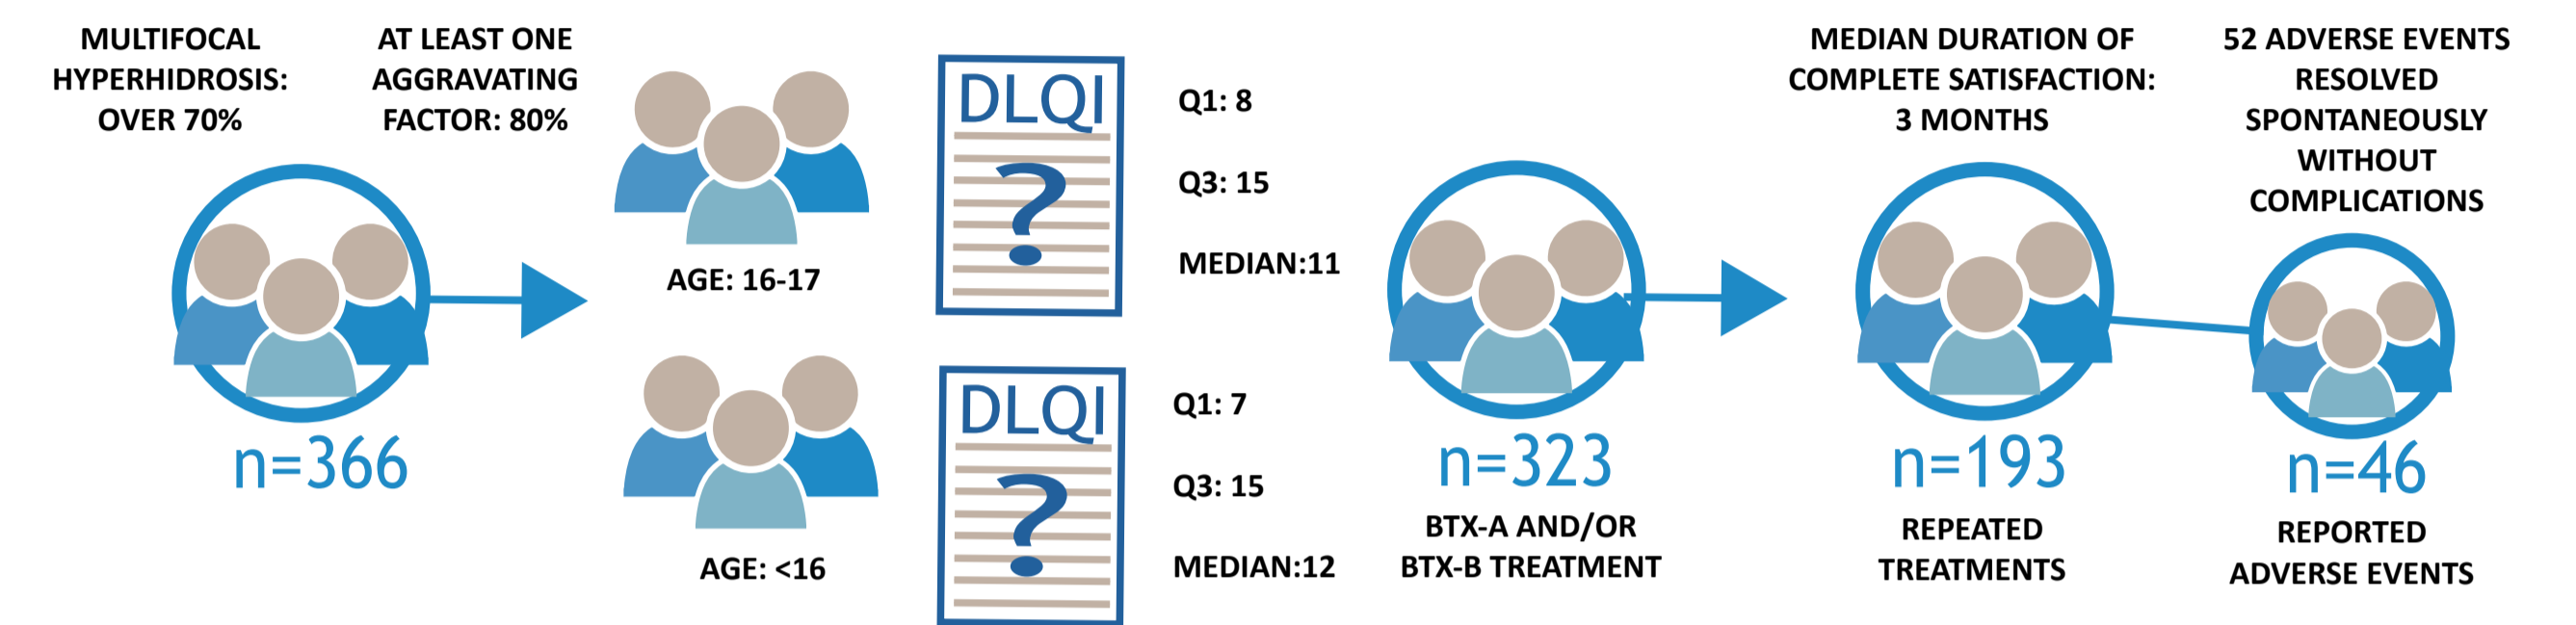 MULTIFOCAL
HYPERHIDROSIS:
OVER 70%
AT LEAST ONE
AGGRAVATING
FACTOR: 80%
n=366
AGE: 16-17
DLQI
?
Q1: 8
Q3: 15
MEDIAN:11
AGE: <16
DLQI
?
Q1: 7
Q3: 15
MEDIAN:12
n=323
BTX-A AND/OR
BTX-B TREATMENT
MEDIAN DURATION OF
COMPLETE SATISFACTION:
3 MONTHS
n=193
REPEATED
TREATMENTS
52 ADVERSE EVENTS
RESOLVED
SPONTANEOUSLY
WITHOUT
COMPLICATIONS
n=46
REPORTED
ADVERSE EVENTS